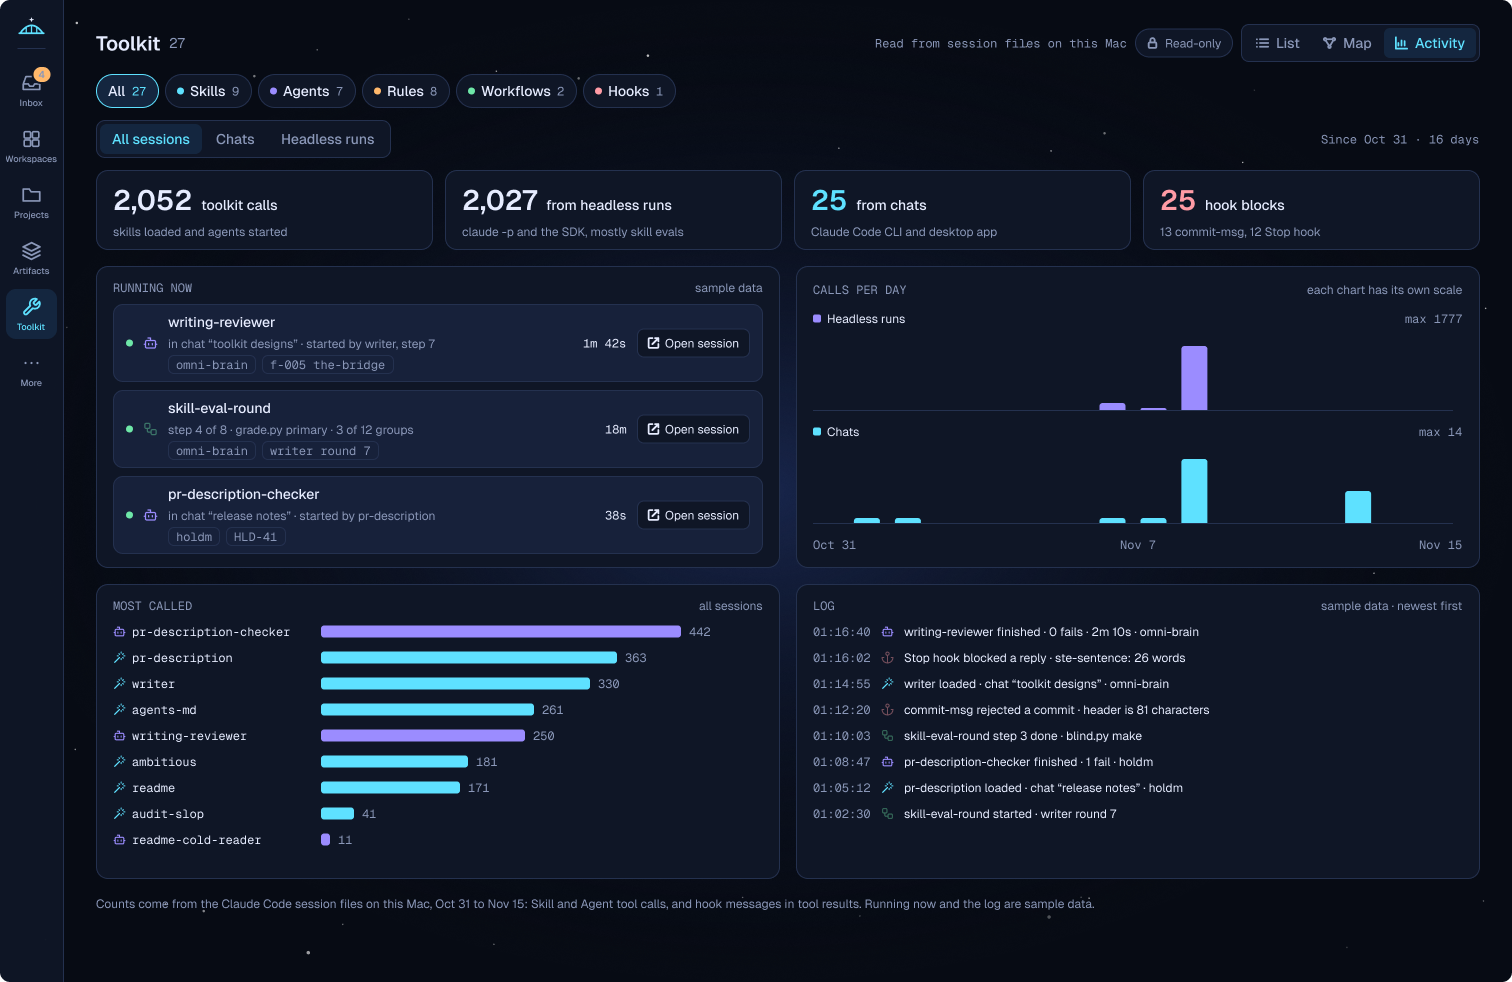 Toolkit 27
Read from session files on this Mac
Read-only
List
Map
Activity
4
Inbox
Workspaces
Projects
Artifacts
Toolkit
More
All 27
Skills 9
Agents 7
Rules 8
Workflows 2
Hooks 1
All sessions
Chats
Headless runs
Since Oct 31 · 16 days
2,052 toolkit calls
skills loaded and agents started
2,027 from headless runs
claude -p and the SDK, mostly skill evals
25 from chats
Claude Code CLI and desktop app
25 hook blocks
13 commit-msg, 12 Stop hook
RUNNING NOW
sample data
writing-reviewer
in chat “toolkit designs” · started by writer, step 7
omni-brain
f-005 the-bridge
1m 42s
Open session
skill-eval-round
step 4 of 8 · grade.py primary · 3 of 12 groups
omni-brain
writer round 7
18m
Open session
pr-description-checker
in chat “release notes” · started by pr-description
holdm
HLD-41
38s
Open session
CALLS PER DAY
each chart has its own scale
Headless runs
max 1777
Chats
max 14
Oct 31
Nov 7
Nov 15
MOST CALLED
all sessions
pr-description-checker 442
pr-description 363
writer 330
agents-md 261
writing-reviewer 250
ambitious 181
readme 171
audit-slop 41
readme-cold-reader 11
LOG
sample data · newest first
01:16:40 writing-reviewer finished · 0 fails · 2m 10s · omni-brain
01:16:02 Stop hook blocked a reply · ste-sentence: 26 words
01:14:55 writer loaded · chat “toolkit designs” · omni-brain
01:12:20 commit-msg rejected a commit · header is 81 characters
01:10:03 skill-eval-round step 3 done · blind.py make
01:08:47 pr-description-checker finished · 1 fail · holdm
01:05:12 pr-description loaded · chat “release notes” · holdm
01:02:30 skill-eval-round started · writer round 7
Counts come from the Claude Code session files on this Mac, Oct 31 to Nov 15: Skill and Agent tool calls, and hook messages in tool results. Running now and the log are sample data.